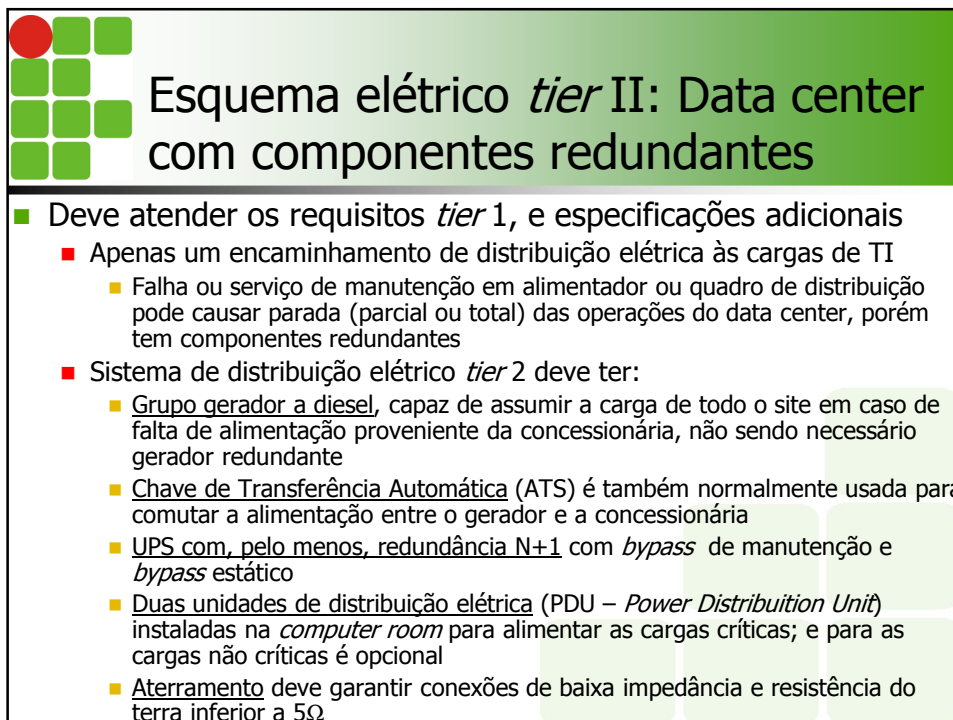 Esquema elétrico tier II: Data center
com componentes redundantes
Deve atender os requisitos tier 1, e especificações adicionais
Apenas um encaminhamento de distribuição elétrica às cargas de TI
Falha ou serviço de manutenção em alimentador ou quadro de distribuição
pode causar parada (parcial ou total) das operações do data center, porém
tem componentes redundantes
Sistema de distribuição elétrico tier 2 deve ter:
Grupo gerador a diesel, capaz de assumir a carga de todo o site em caso de
falta de alimentação proveniente da concessionária, não sendo necessário
gerador redundante
Chave de Transferência Automática (ATS) é também normalmente usada para
comutar a alimentação entre o gerador e a concessionária
UPS com, pelo menos, redundância N+1 com bypass de manutenção e
bypass estático
Duas unidades de distribuição elétrica (PDU – Power Distribuition Unit)
instaladas na computer room para alimentar as cargas críticas; e para as
cargas não críticas é opcional
Aterramento deve garantir conexões de baixa impedância e resistência do
terra inferior a 5Ω